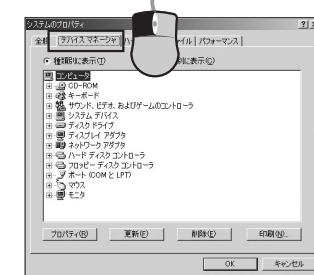 システムのプロパティ
全般 デバイス マネージャ ハ イル パフォーマンス
種類別に表示(T) 別に表示(C)
コンピュータ
CD-ROM
キーボード
サウンド、ビデオ、およびゲームのコントローラ
システム デバイス
ディスク ドライブ
ディスプレイ アダプタ
ネットワーク アダプタ
ハード ディスク コントローラ
フロッピー ディスク コントローラ
ポート (COM と LPT)
マウス
モニタ
プロパティ(R) 更新(F) 削除(E) 印刷(N)...
OK キャンセル